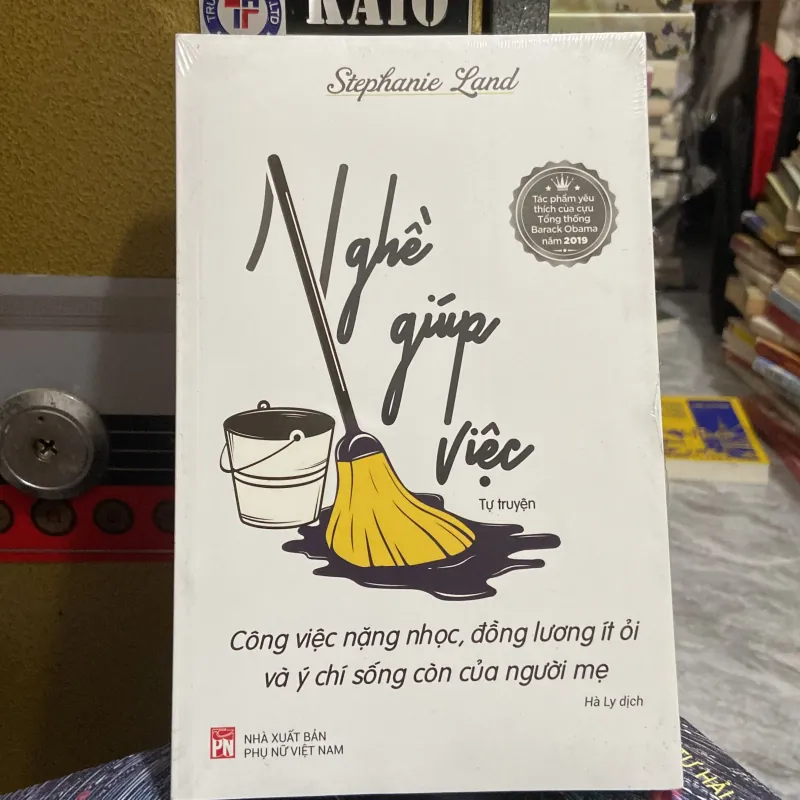 KAIO
Stephanie Land
Nghề
giúp
việc
Tự truyện
Tác phẩm yêu
thích của cựu
Tổng thống
Barack Obama
năm 2019
Công việc nặng nhọc, đồng lương ít ỏi
và ý chí sống còn của người mẹ
Hà Ly dịch
PN
NHÀ XUẤT BẢN
PHỤ NỮ VIỆT NAM